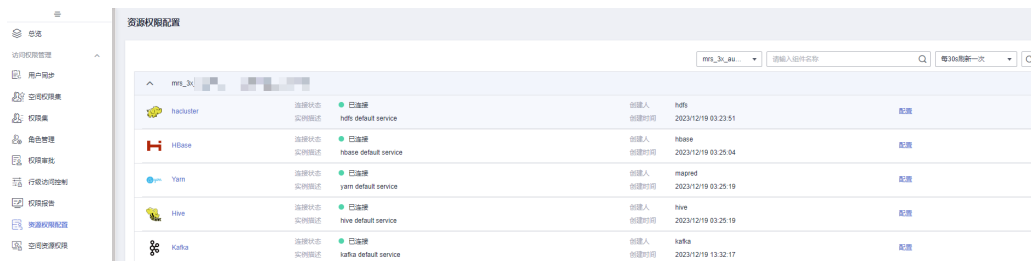 总览
访问权限管理
用户同步
空间权限集
权限集
角色管理
权限审批
行级访问控制
权限报告
资源权限配置
空间资源权限
资源权限配置
mrs_3x_au... 请输入组件名称 每30s刷新一次
mrs_3x
hacluster 连接状态 已连接 创建人 hdfs 配置
实例描述 hdfs default service 创建时间 2023/12/19 03:23:51
HBase 连接状态 已连接 创建人 hbase 配置
实例描述 hbase default service 创建时间 2023/12/19 03:25:04
Yarn 连接状态 已连接 创建人 mapred 配置
实例描述 yarn default service 创建时间 2023/12/19 03:25:19
Hive 连接状态 已连接 创建人 hive 配置
实例描述 hive default service 创建时间 2023/12/19 03:25:19
Kafka 连接状态 已连接 创建人 kafka 配置
实例描述 kafka default service 创建时间 2023/12/19 13:32:17